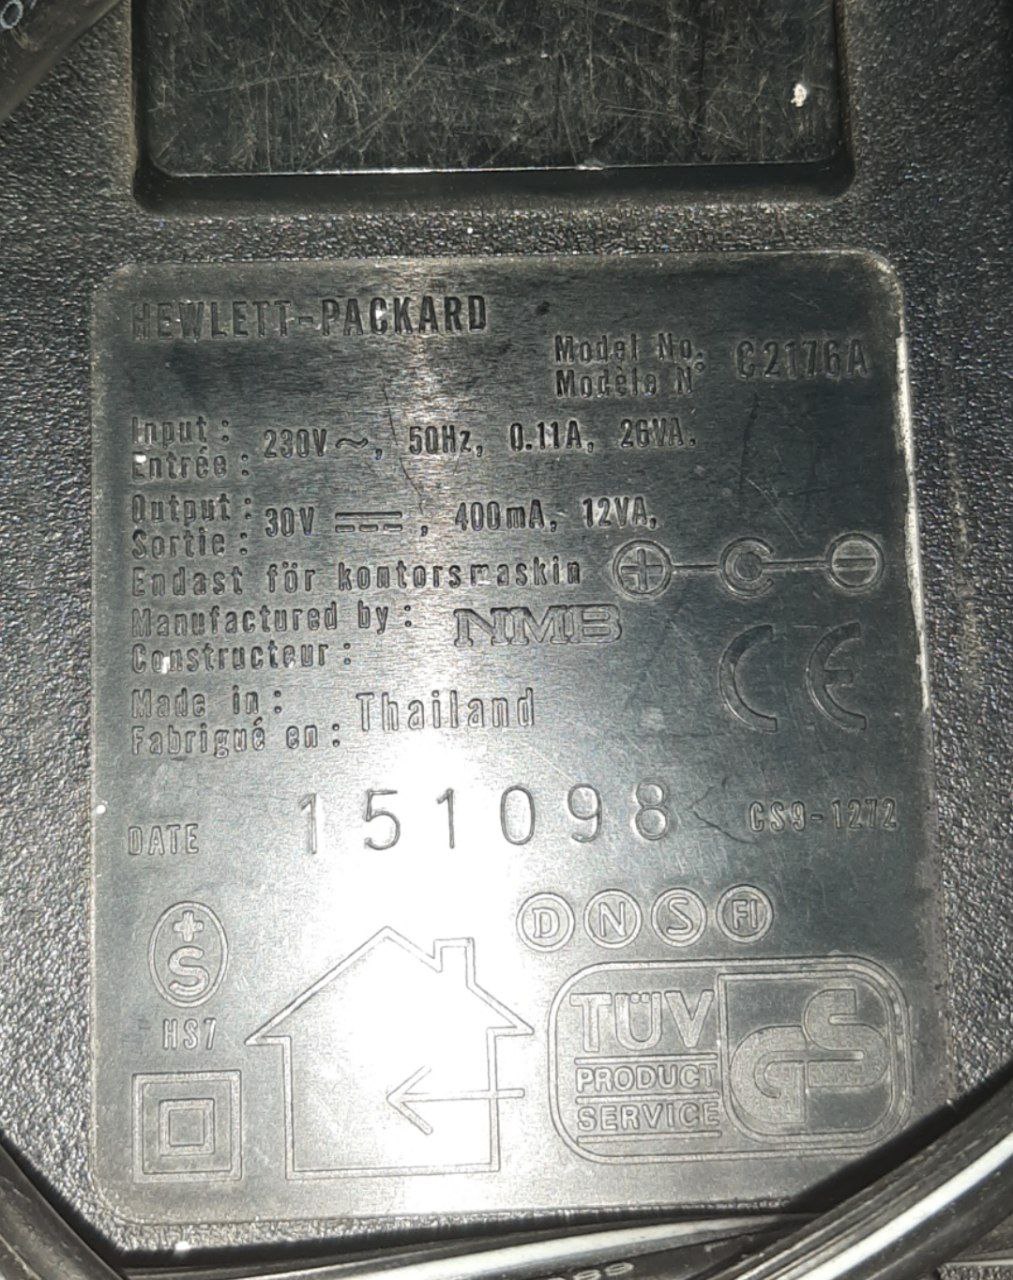 HEWLETT-PACKARD
Model No. C2176A
Modèle N°
Input : 230V ~, 50Hz, 0.11A, 26VA.
Entrée :
Output : 30V ⎓, 400mA, 12VA.
Sortie :
Endast för kontorsmaskin + C −
Manufactured by : NMB
Constructeur :
CE
Made in : Thailand
Fabrigué en :
DATE 151098 CS9-1272
D N S FI
+S
HS7
TÜV
PRODUCT
SERVICE
GS